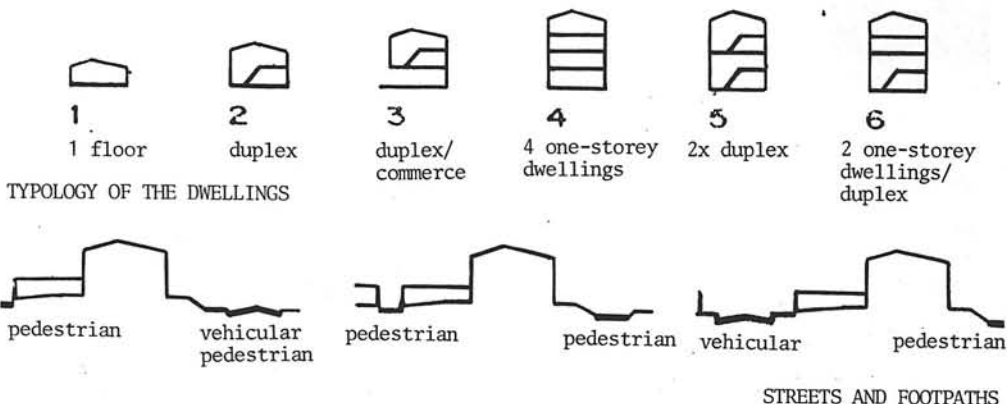 1 2 3 4 5 6
1 floor duplex duplex/ 4 one-storey 2x duplex 2 one-storey
commerce dwellings dwellings/
duplex
TYPOLOGY OF THE DWELLINGS
pedestrian vehicular pedestrian pedestrian vehicular pedestrian
pedestrian
STREETS AND FOOTPATHS